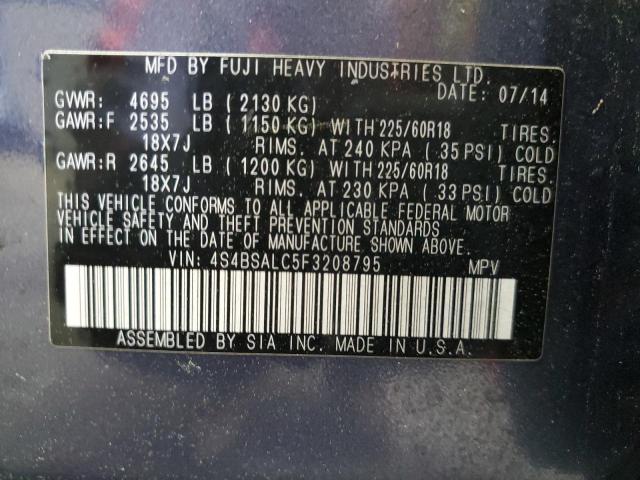 MFD BY FUJI HEAVY INDUSTRIES LTD.
DATE: 07/14
GVWR: 4695 LB ( 2130 KG)
GAWR:F 2535 LB ( 1150 KG) WITH 225/60R18 TIRES.
18X7J RIMS. AT 240 KPA ( 35 PSI) COLD
GAWR:R 2645 LB ( 1200 KG) WITH 225/60R18 TIRES.
18X7J RIMS. AT 230 KPA ( 33 PSI) COLD
THIS VEHICLE CONFORMS TO ALL APPLICABLE FEDERAL MOTOR
VEHICLE SAFETY AND THEFT PREVENTION STANDARDS
IN EFFECT ON THE DATE OF MANUFACTURE SHOWN ABOVE.
VIN: 4S4BSALC5F3208795 MPV
ASSEMBLED BY SIA INC. MADE IN U.S.A.